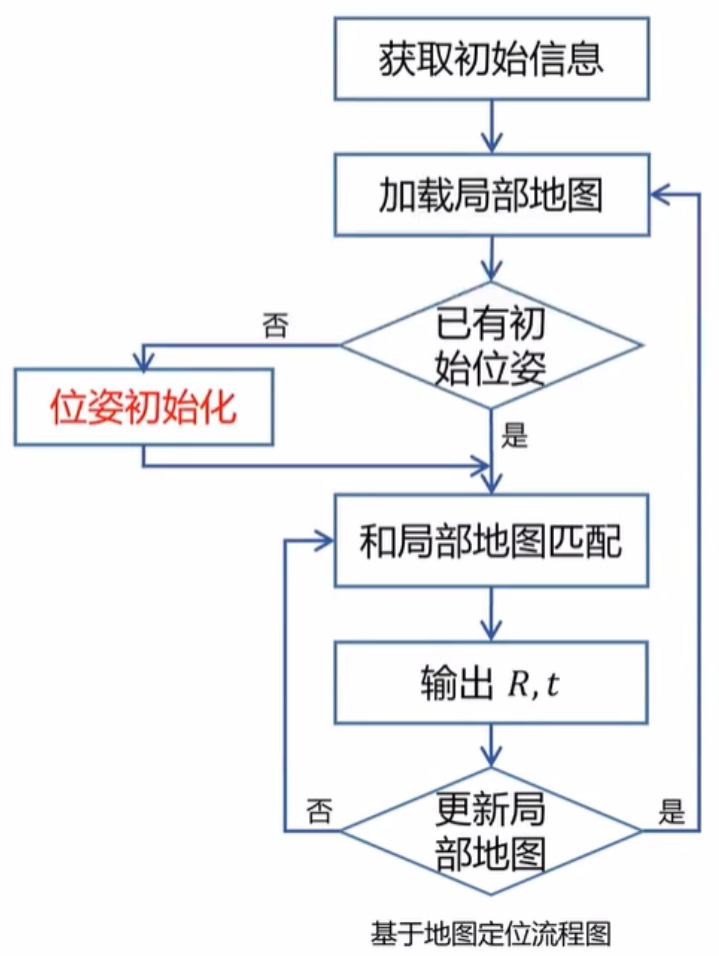 获取初始信息
加载局部地图
已有初
始位姿
否
位姿初始化
是
和局部地图匹配
输出 R, t
更新局
部地图
否
是
基于地图定位流程图